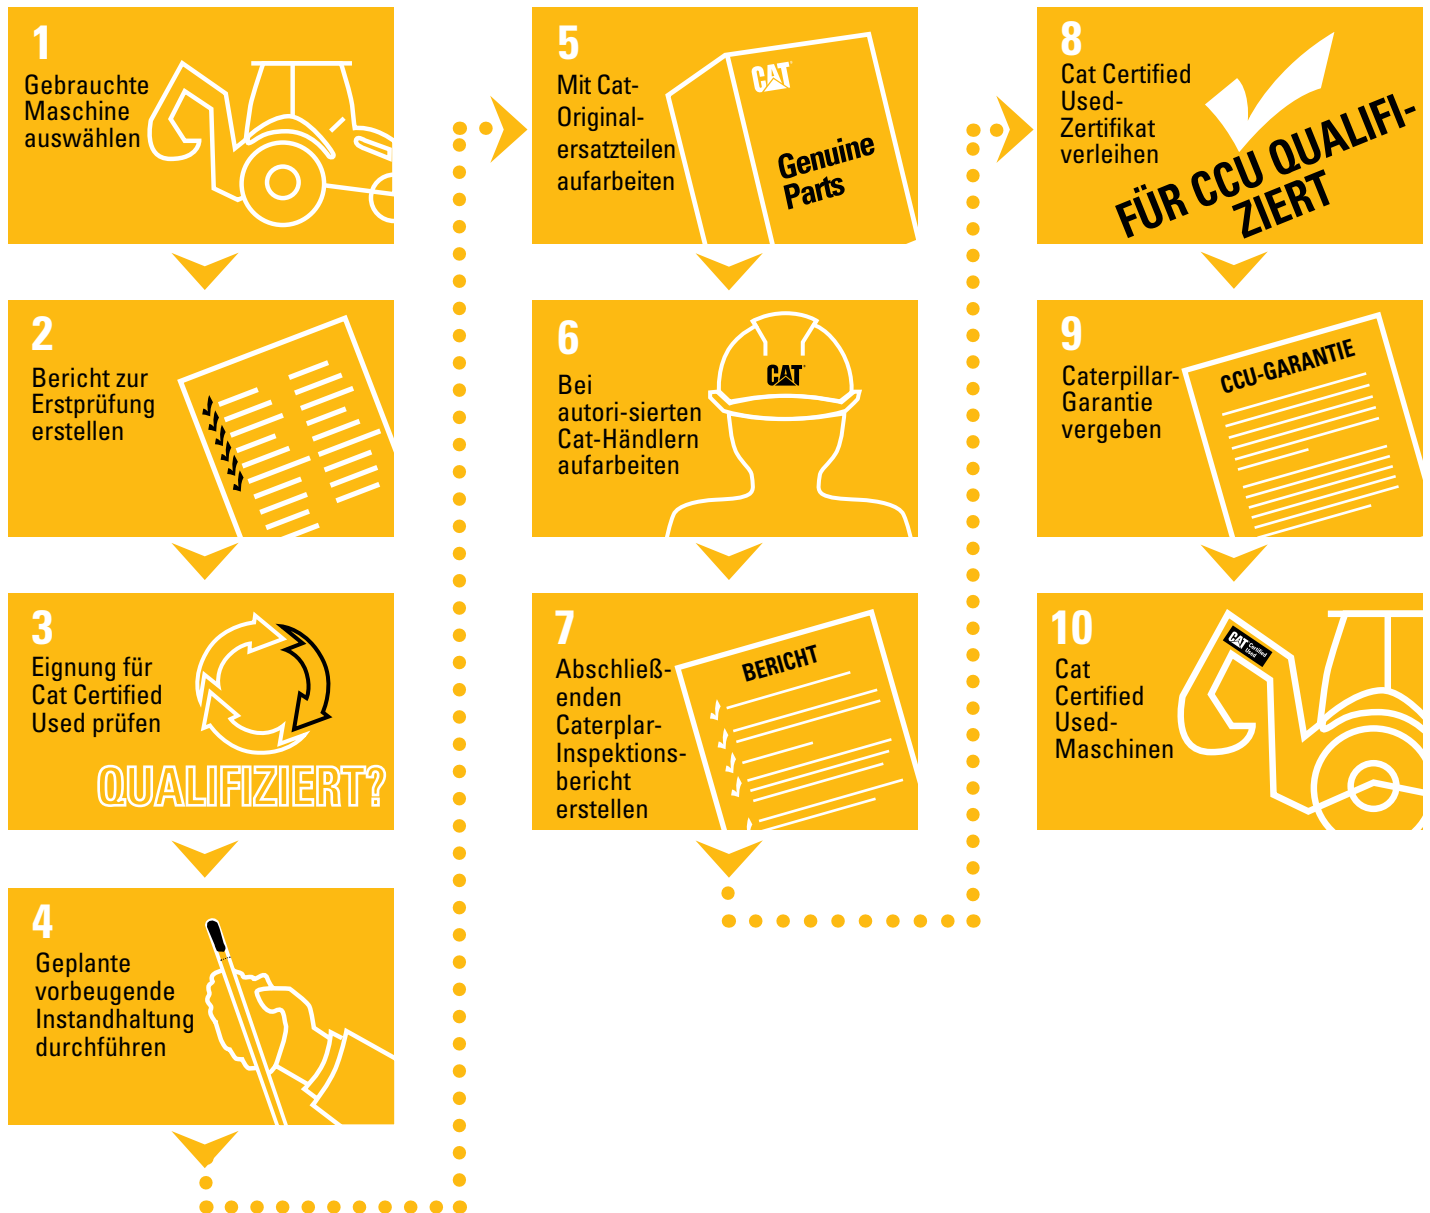 1
Gebrauchte
Maschine
auswählen
2
Bericht zur
Erstprüfung
erstellen
3
Eignung für
Cat Certified
Used prüfen
QUALIFIZIERT?
4
Geplante
vorbeugende
Instandhaltung
durchführen
5
Mit Cat-
Original-
ersatzteilen
aufarbeiten
CAT
Genuine
Parts
6
Bei
autori-sierten
Cat-Händlern
aufarbeiten
CAT
7
Abschließ-
enden
Caterplar-
Inspektions-
bericht
erstellen
BERICHT
8
Cat Certified
Used-
Zertifikat
verleihen
FÜR CCU QUALIFI-
ZIERT
9
Caterpillar-
Garantie
vergeben
CCU-GARANTIE
10
Cat
Certified
Used-
Maschinen
CAT Certified
Used